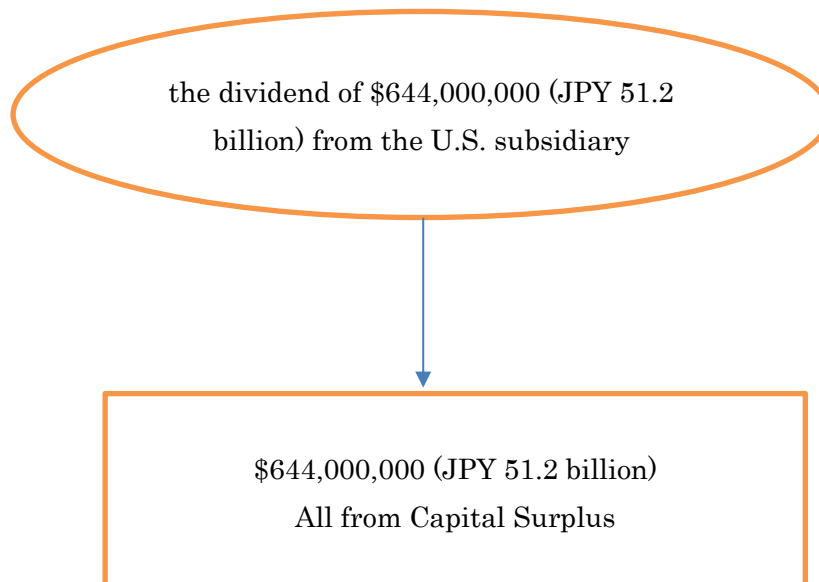 the dividend of $644,000,000 (JPY 51.2
billion) from the U.S. subsidiary
$644,000,000 (JPY 51.2 billion)
All from Capital Surplus